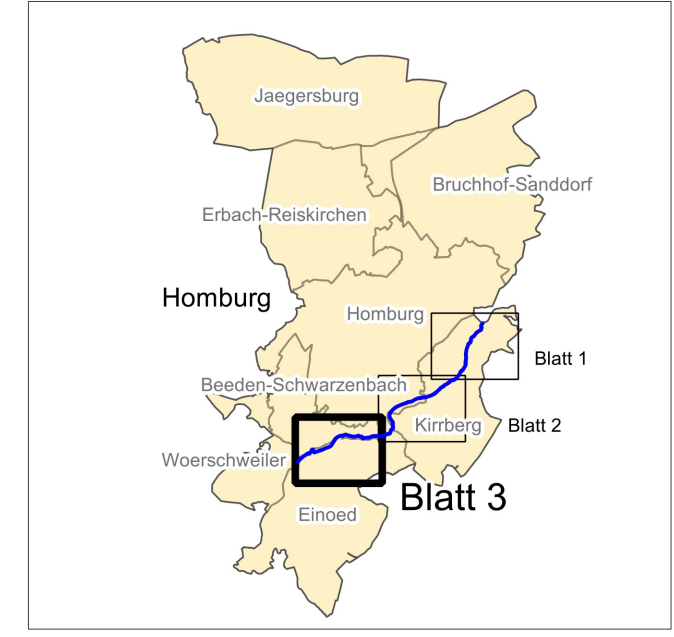 Jaegersburg
Bruchhof-Sanddorf
Erbach-Reiskirchen
Homburg
Homburg
Blatt 1
Beeden-Schwarzenbach
Kirrberg
Blatt 2
Woerschweiler
Blatt 3
Einoed